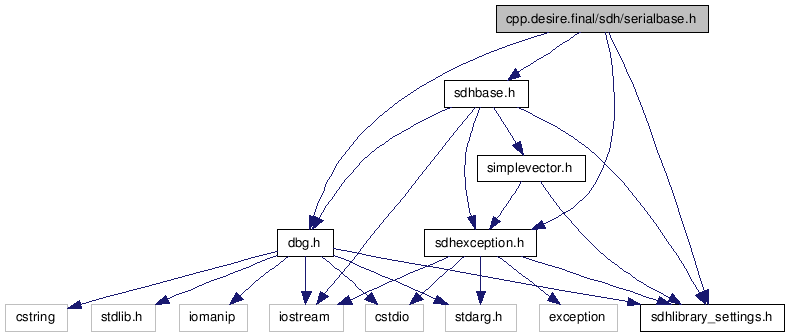 cpp.desire.final/sdh/serialbase.h
sdhbase.h
simplevector.h
dbg.h
sdhexception.h
cstring
stdlib.h
iomanip
iostream
cstdio
stdarg.h
exception
sdhlibrary_settings.h